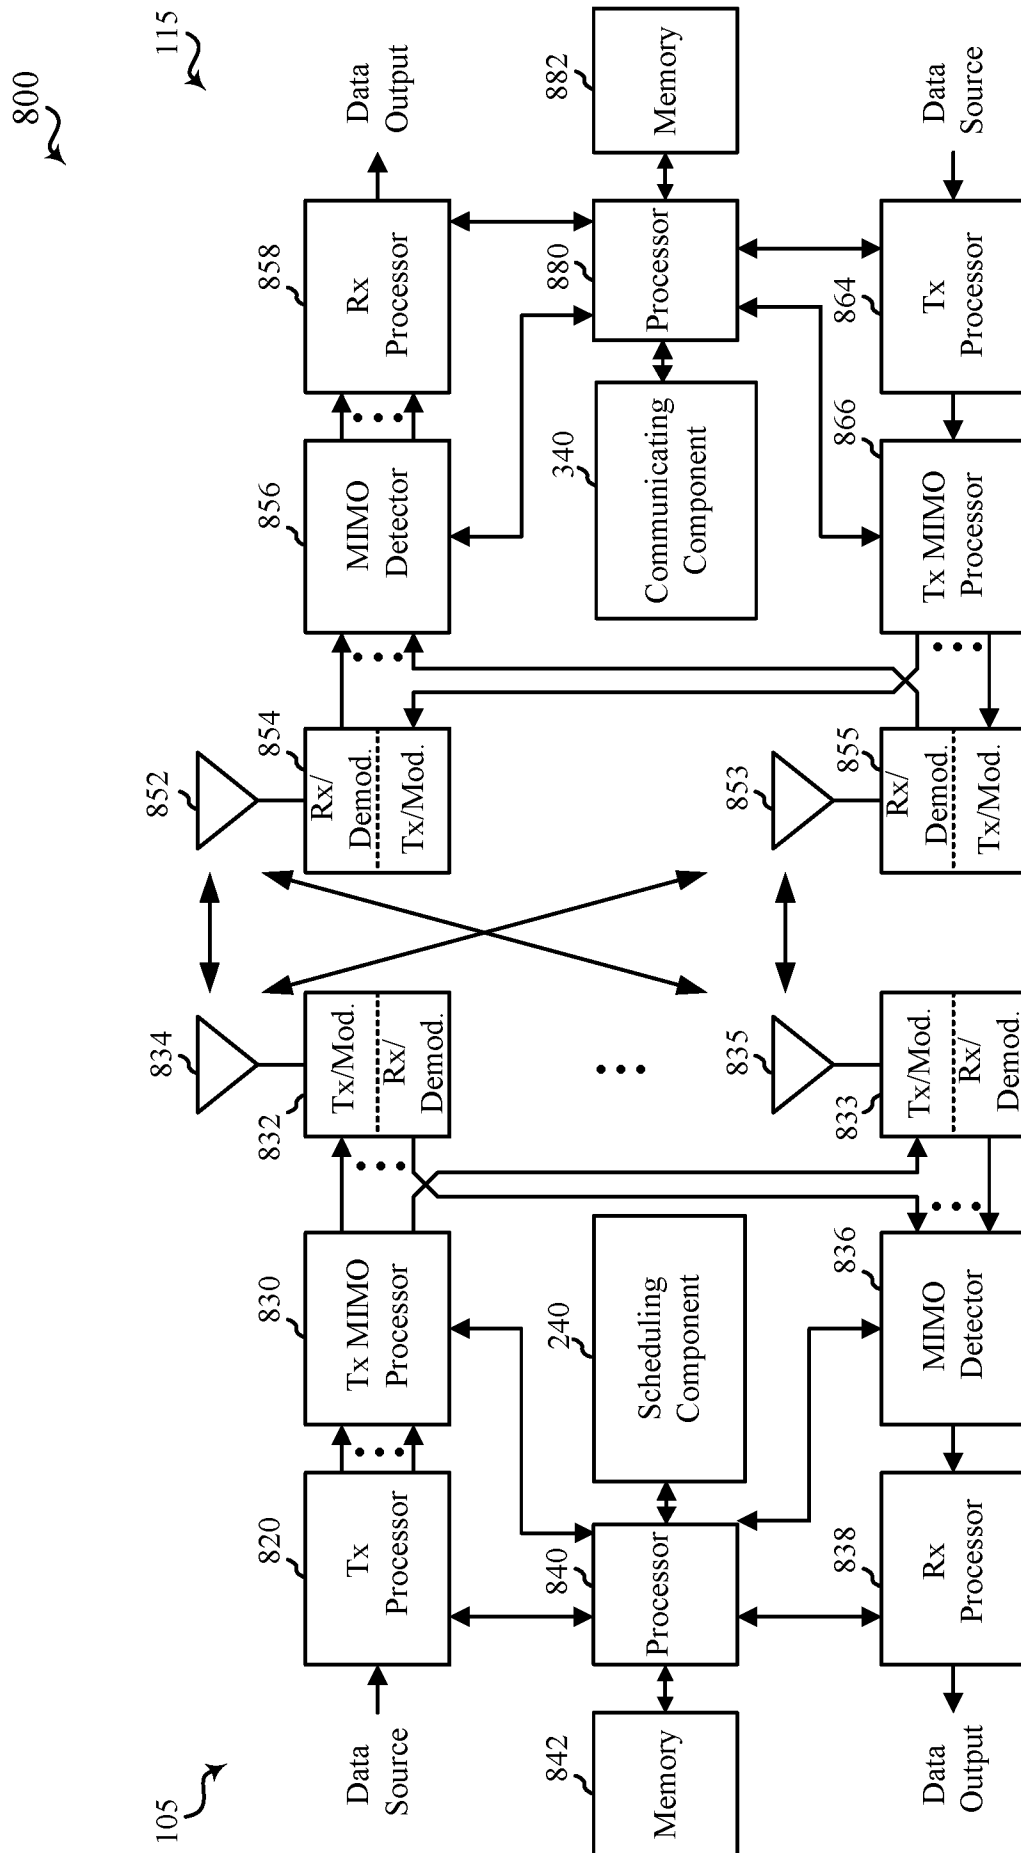 800
105
115
Data
Source
820
Tx
Processor
830
Tx MIMO
Processor
832
Tx/Mod.
Rx/
Demod.
834
852
854
Rx/
Demod.
Tx/Mod.
856
MIMO
Detector
858
Rx
Processor
Data
Output
842
Memory
840
Processor
240
Scheduling
Component
340
Communicating
Component
880
Processor
882
Memory
Data
Output
838
Rx
Processor
836
MIMO
Detector
833
Tx/Mod.
Rx/
Demod.
835
853
855
Rx/
Demod.
Tx/Mod.
866
Tx MIMO
Processor
864
Tx
Processor
Data
Source